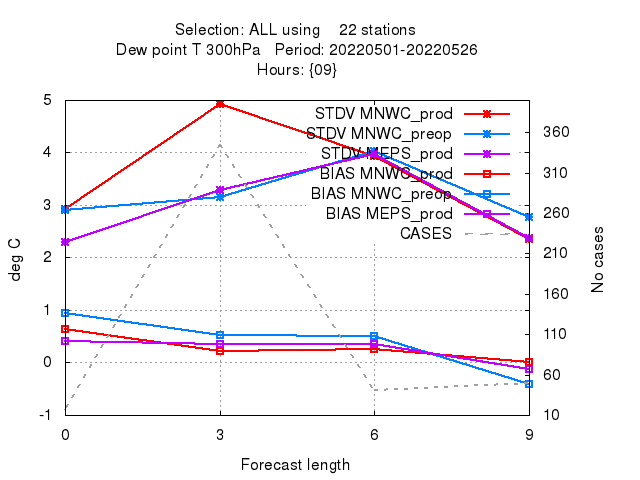 Selection: ALL using    22 stations
Dew point T 300hPa   Period: 20220501-20220526
Hours: {09}
STDV MNWC_prod
STDV MNWC_preop
STDV MEPS_prod
BIAS MNWC_prod
BIAS MNWC_preop
BIAS MEPS_prod
CASES
5
4
3
2
1
0
-1
deg C
360
310
260
210
160
110
60
10
No cases
0 3 6 9
Forecast length